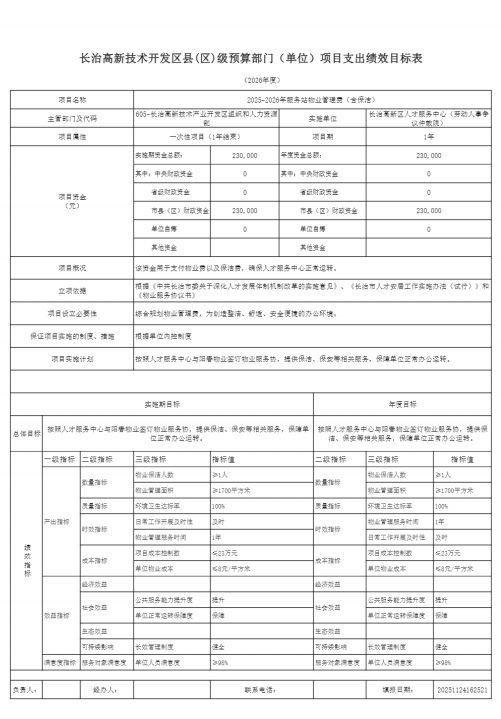 长治高新技术开发区县(区)级预算部门（单位）项目支出绩效目标表
（2026年度）
项目名称 2025-2026年服务站物业管理费（含保洁）
主管部门及代码 605-长治高新技术产业开发区组织和人力资源部 实施单位 长治高新区人才服务中心（劳动人事争议仲裁院）
项目属性 一次性项目（1年结束） 项目期 1年
项目资金（元） 实施期资金总额： 230,000 年度资金总额： 230,000
其中：中央财政资金 0 其中：中央财政资金 0
省级财政资金 0 省级财政资金 0
市县（区）财政资金 230,000 市县（区）财政资金 230,000
单位自筹 0 单位自筹 0
其他资金 其他资金
项目概况 该资金用于支付物业费以及保洁费，确保人才服务中心正常运转。
立项依据 根据《中共长治市委关于深化人才发展体制机制改革的实施意见》、《长治市人才安居工作实施办法（试行）》和《物业服务协议书》
项目设立必要性 综合规划物业管理费，为创造整洁、舒适、安全便捷的办公环境。
保证项目实施的制度、措施 根据单位内控制度
项目实施计划 按照人才服务中心与阳春物业签订物业服务协，提供保洁、保安等相关服务，保障单位正常办公运转。
实施期目标 年度目标
总体目标 按照人才服务中心与阳春物业签订物业服务协，提供保洁、保安等相关服务，保障单位正常办公运转。 按照人才服务中心与阳春物业签订物业服务协，提供保洁、保安等相关服务，保障单位正常办公运转。
绩效指标 一级指标 二级指标 三级指标 指标值 二级指标 三级指标 指标值
产出指标 数量指标 物业保洁人数 ≥1人 数量指标 物业保洁人数 ≥1人
物业管理面积 ≥1700平方米 物业管理面积 ≥1700平方米
质量指标 环境卫生达标率 100% 质量指标 环境卫生达标率 100%
时效指标 日常工作开展及时性 及时 时效指标 物业管理服务时间 1年
物业管理服务时间 1年 日常工作开展及时性 及时
成本指标 项目成本控制数 ≤23万元 成本指标 项目成本控制数 ≤23万元
单位物业成本 ≤8元/平方米 单位物业成本 ≤8元/平方米
效益指标 经济效益 经济效益
社会效益 公共服务能力提升度 提升 社会效益 公共服务能力提升度 提升
单位正常运转保障度 保障 单位正常运转保障度 保障
生态效益 生态效益
可持续影响 长效管理制度 健全 可持续影响 长效管理制度 健全
满意度指标 服务对象满意度 单位人员满意度 ≥96% 服务对象满意度 单位人员满意度 ≥96%
负责人： 经办人： 联系电话： 填报日期： 20251124162521